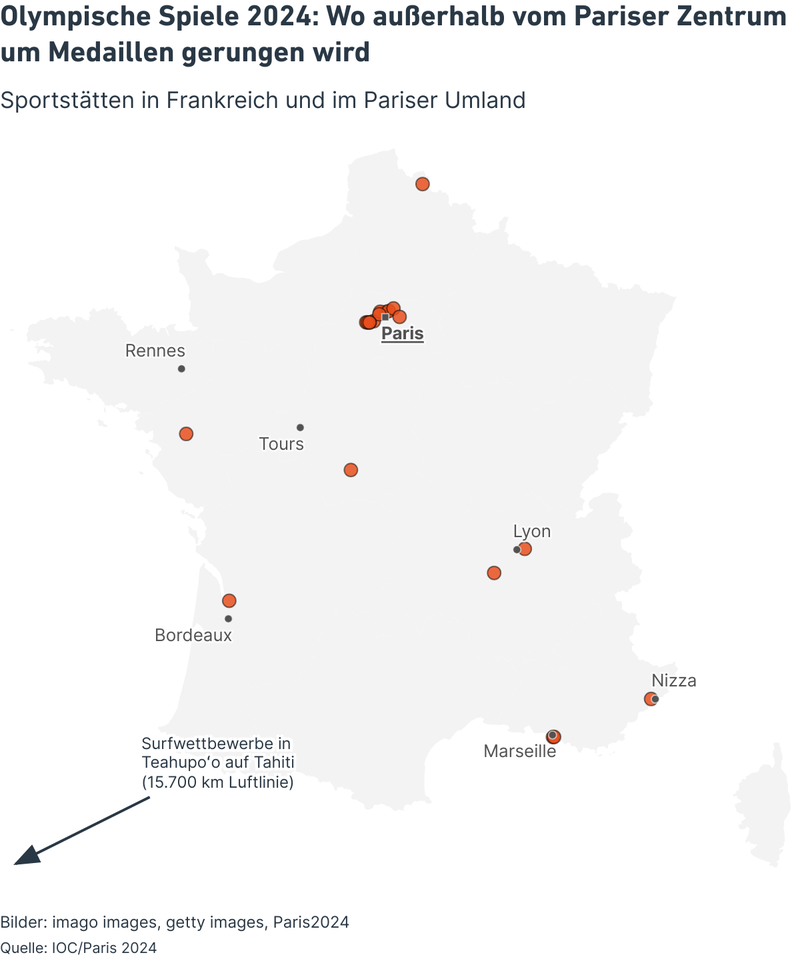 Olympische Spiele 2024: Wo außerhalb vom Pariser Zentrum
um Medaillen gerungen wird
Sportstätten in Frankreich und im Pariser Umland
Paris
Rennes
Tours
Lyon
Bordeaux
Nizza
Marseille
Surfwettbewerbe in
Teahupoʻo auf Tahiti
(15.700 km Luftlinie)
Bilder: imago images, getty images, Paris2024
Quelle: IOC/Paris 2024